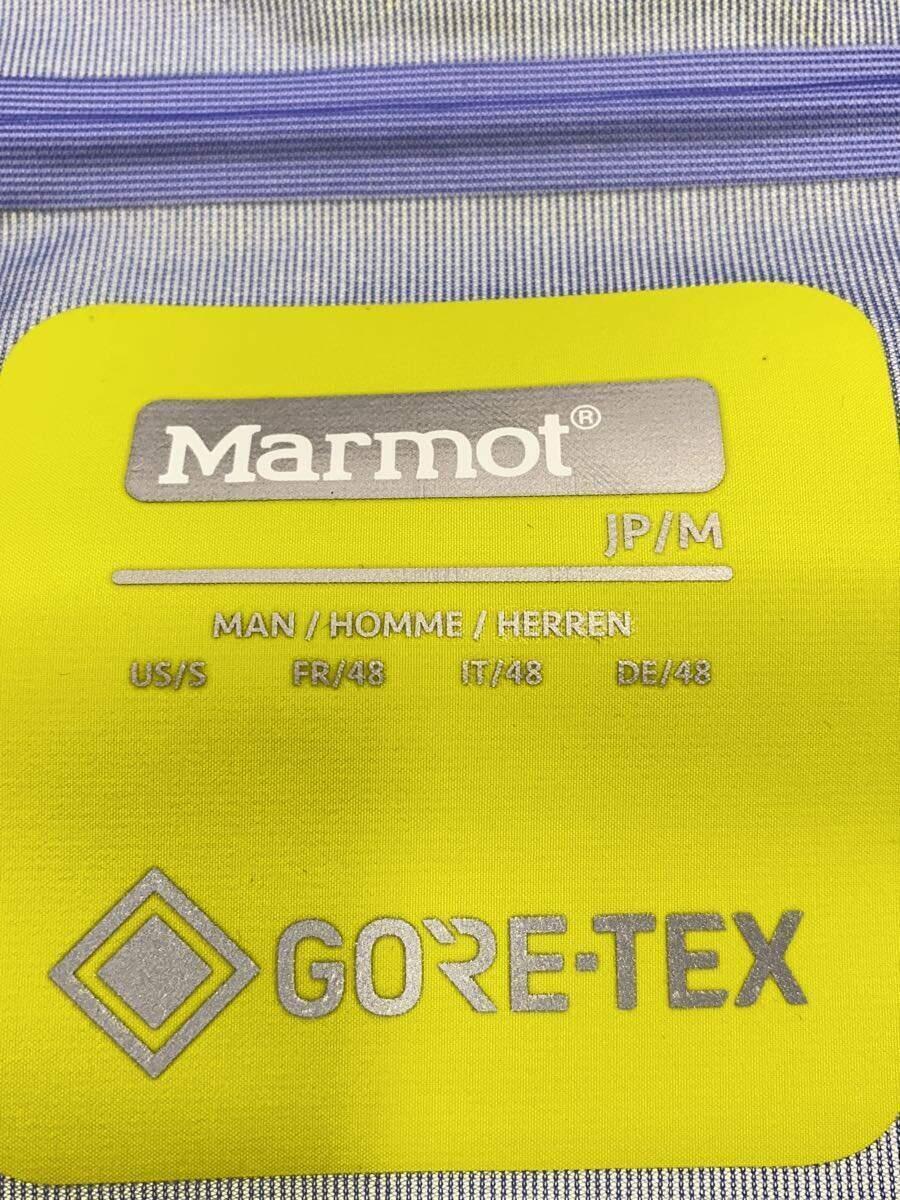 Marmot®
JP/M
MAN / HOMME / HERREN
US/S FR/48 IT/48 DE/48
GORE-TEX